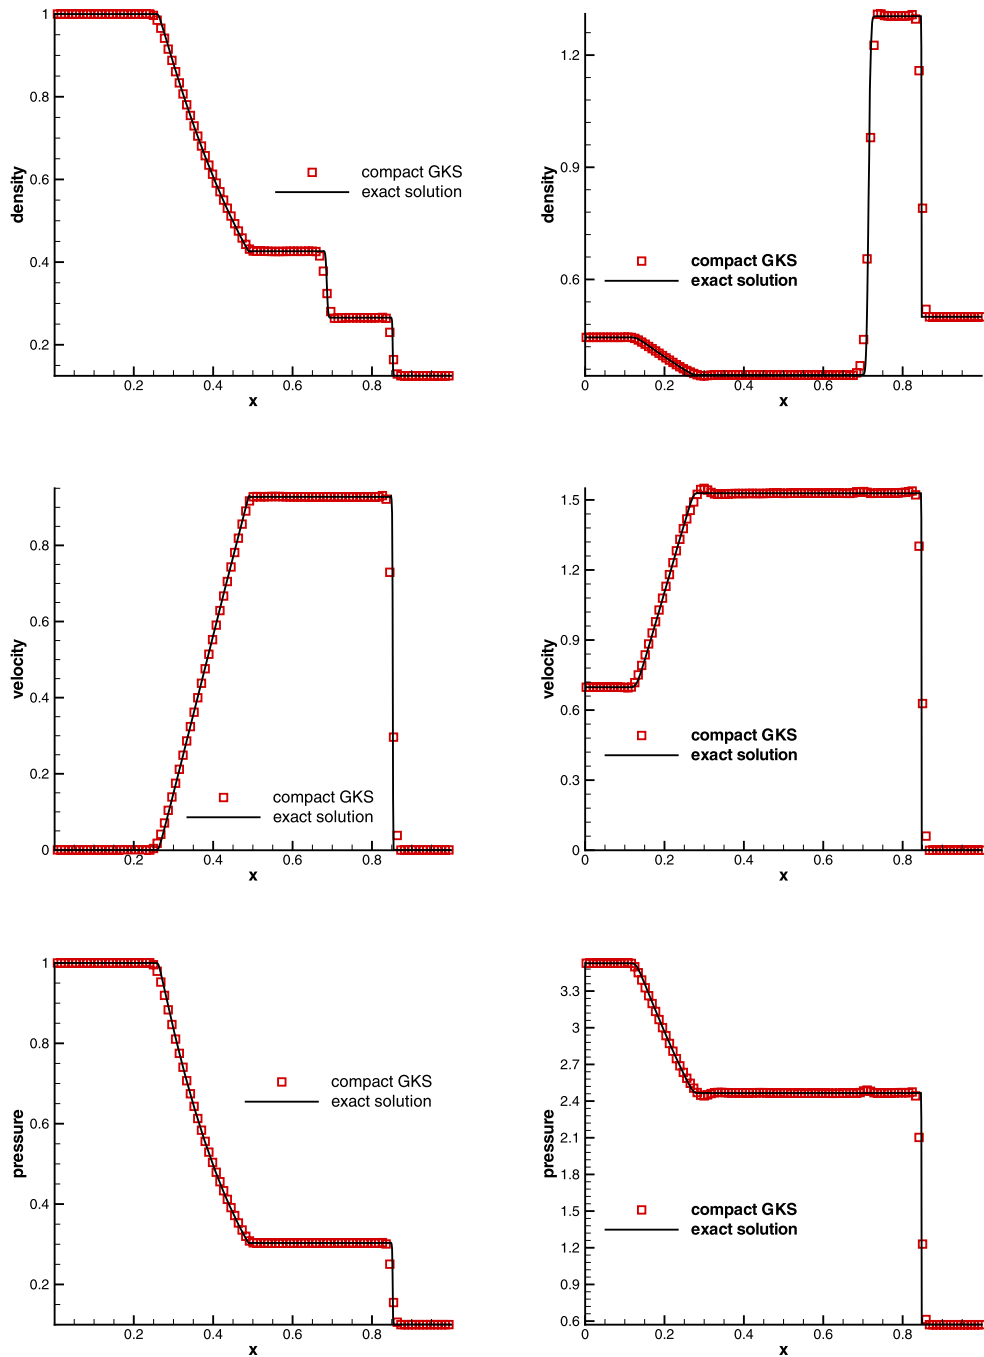 density
1
0.8
0.6
0.4
0.2
compact GKS
exact solution
0.2 0.4 0.6 0.8
x
density
1.2
0.9
0.6
compact GKS
exact solution
0 0.2 0.4 0.6 0.8
x
velocity
0.8
0.6
0.4
0.2
0
compact GKS
exact solution
0.2 0.4 0.6 0.8
x
velocity
1.5
1.2
0.9
0.6
0.3
0
compact GKS
exact solution
0 0.2 0.4 0.6 0.8
x
pressure
1
0.8
0.6
0.4
0.2
compact GKS
exact solution
0.2 0.4 0.6 0.8
x
pressure
3.3
3
2.7
2.4
2.1
1.8
1.5
1.2
0.9
0.6
compact GKS
exact solution
0 0.2 0.4 0.6 0.8
x